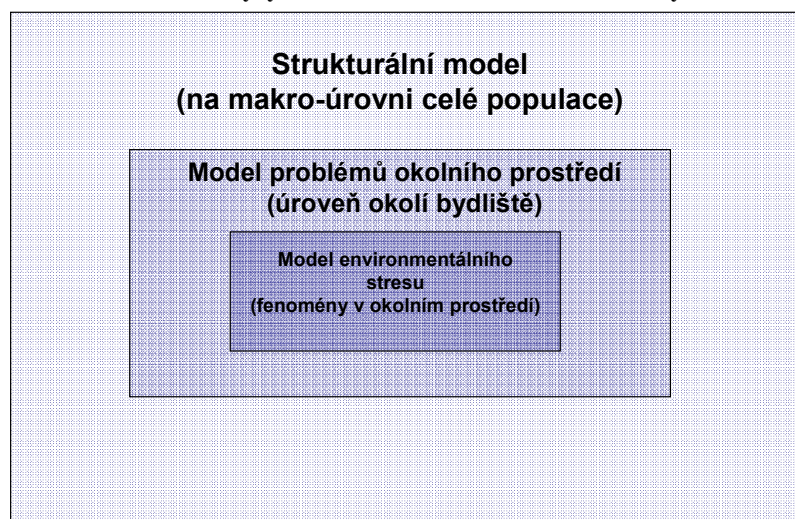 Strukturální model
(na makro-úrovni celé populace)
Model problémů okolního prostředí
(úroveň okolí bydliště)
Model environmentálního
stresu
(fenomény v okolním prostředí)